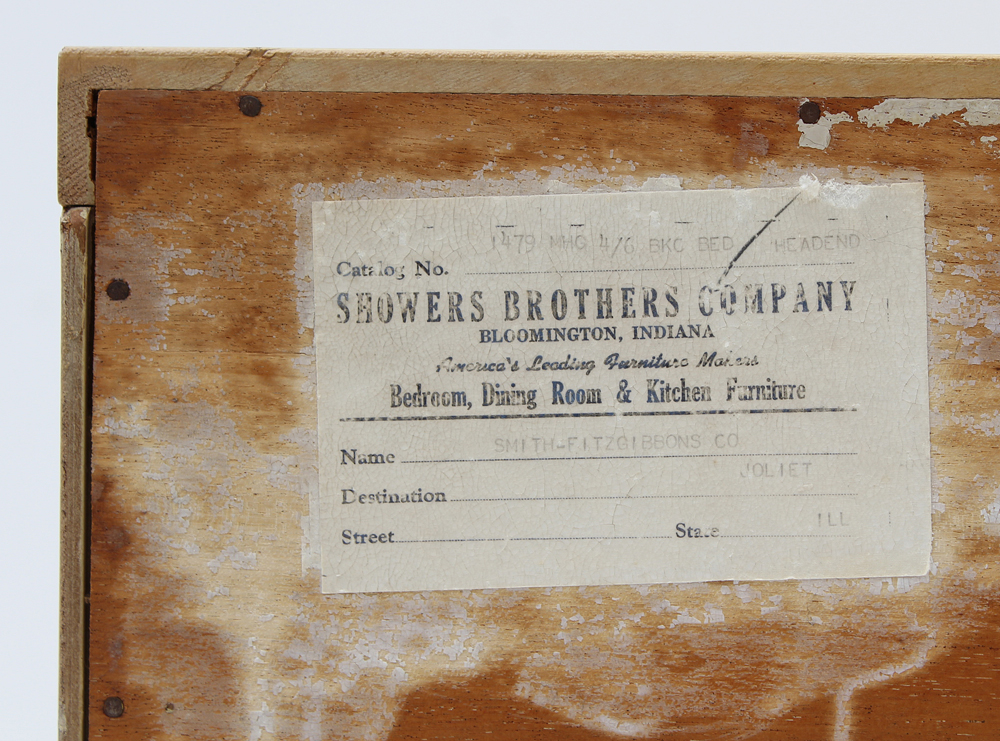 1479 MHG 4/6 BKC BED HEADEND
Catalog No.
SHOWERS BROTHERS COMPANY
BLOOMINGTON, INDIANA
America's Leading Furniture Makers
Bedroom, Dining Room & Kitchen Furniture
Name SMITH-FITZGIBBONS CO
JOLIET
Destination
ILL
Street State